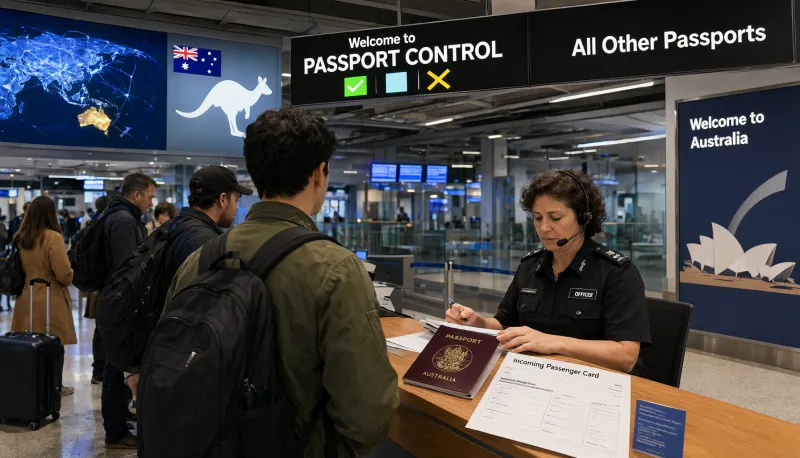 Welcome to
PASSPORT CONTROL
All Other Passports
Welcome to
Australia
OFFICER
PASSPORT
AUSTRALIA
Incoming Passenger Card